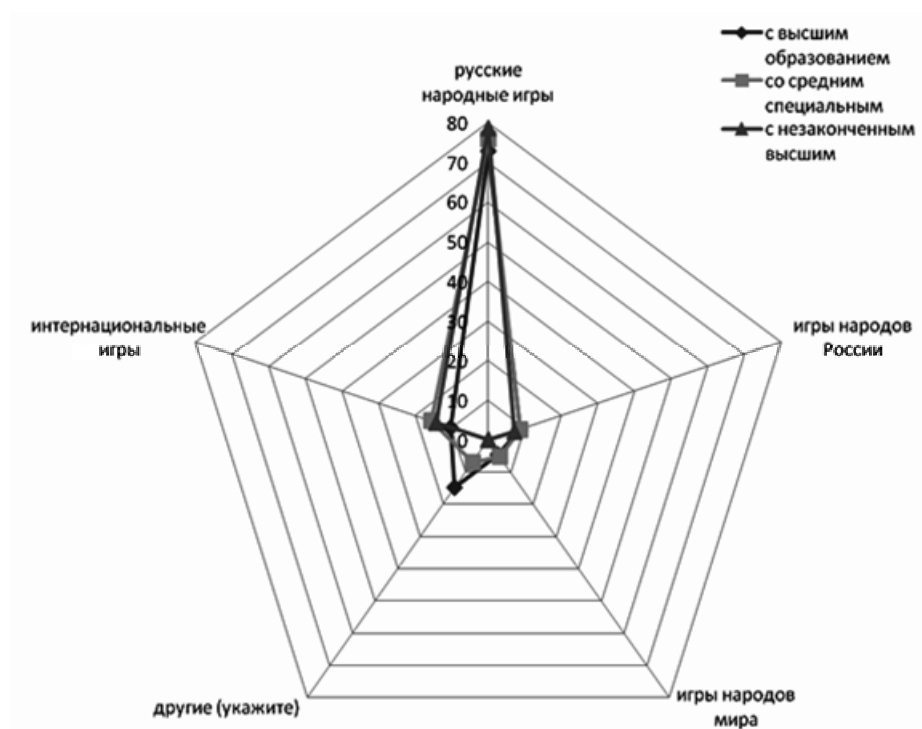 с высшим
образованием
со средним
специальным
с незаконченным
высшим
русские
народные игры
80
70
60
50
40
30
20
10
0
интернациональные
игры
игры народов
России
другие (укажите)
игры народов
мира